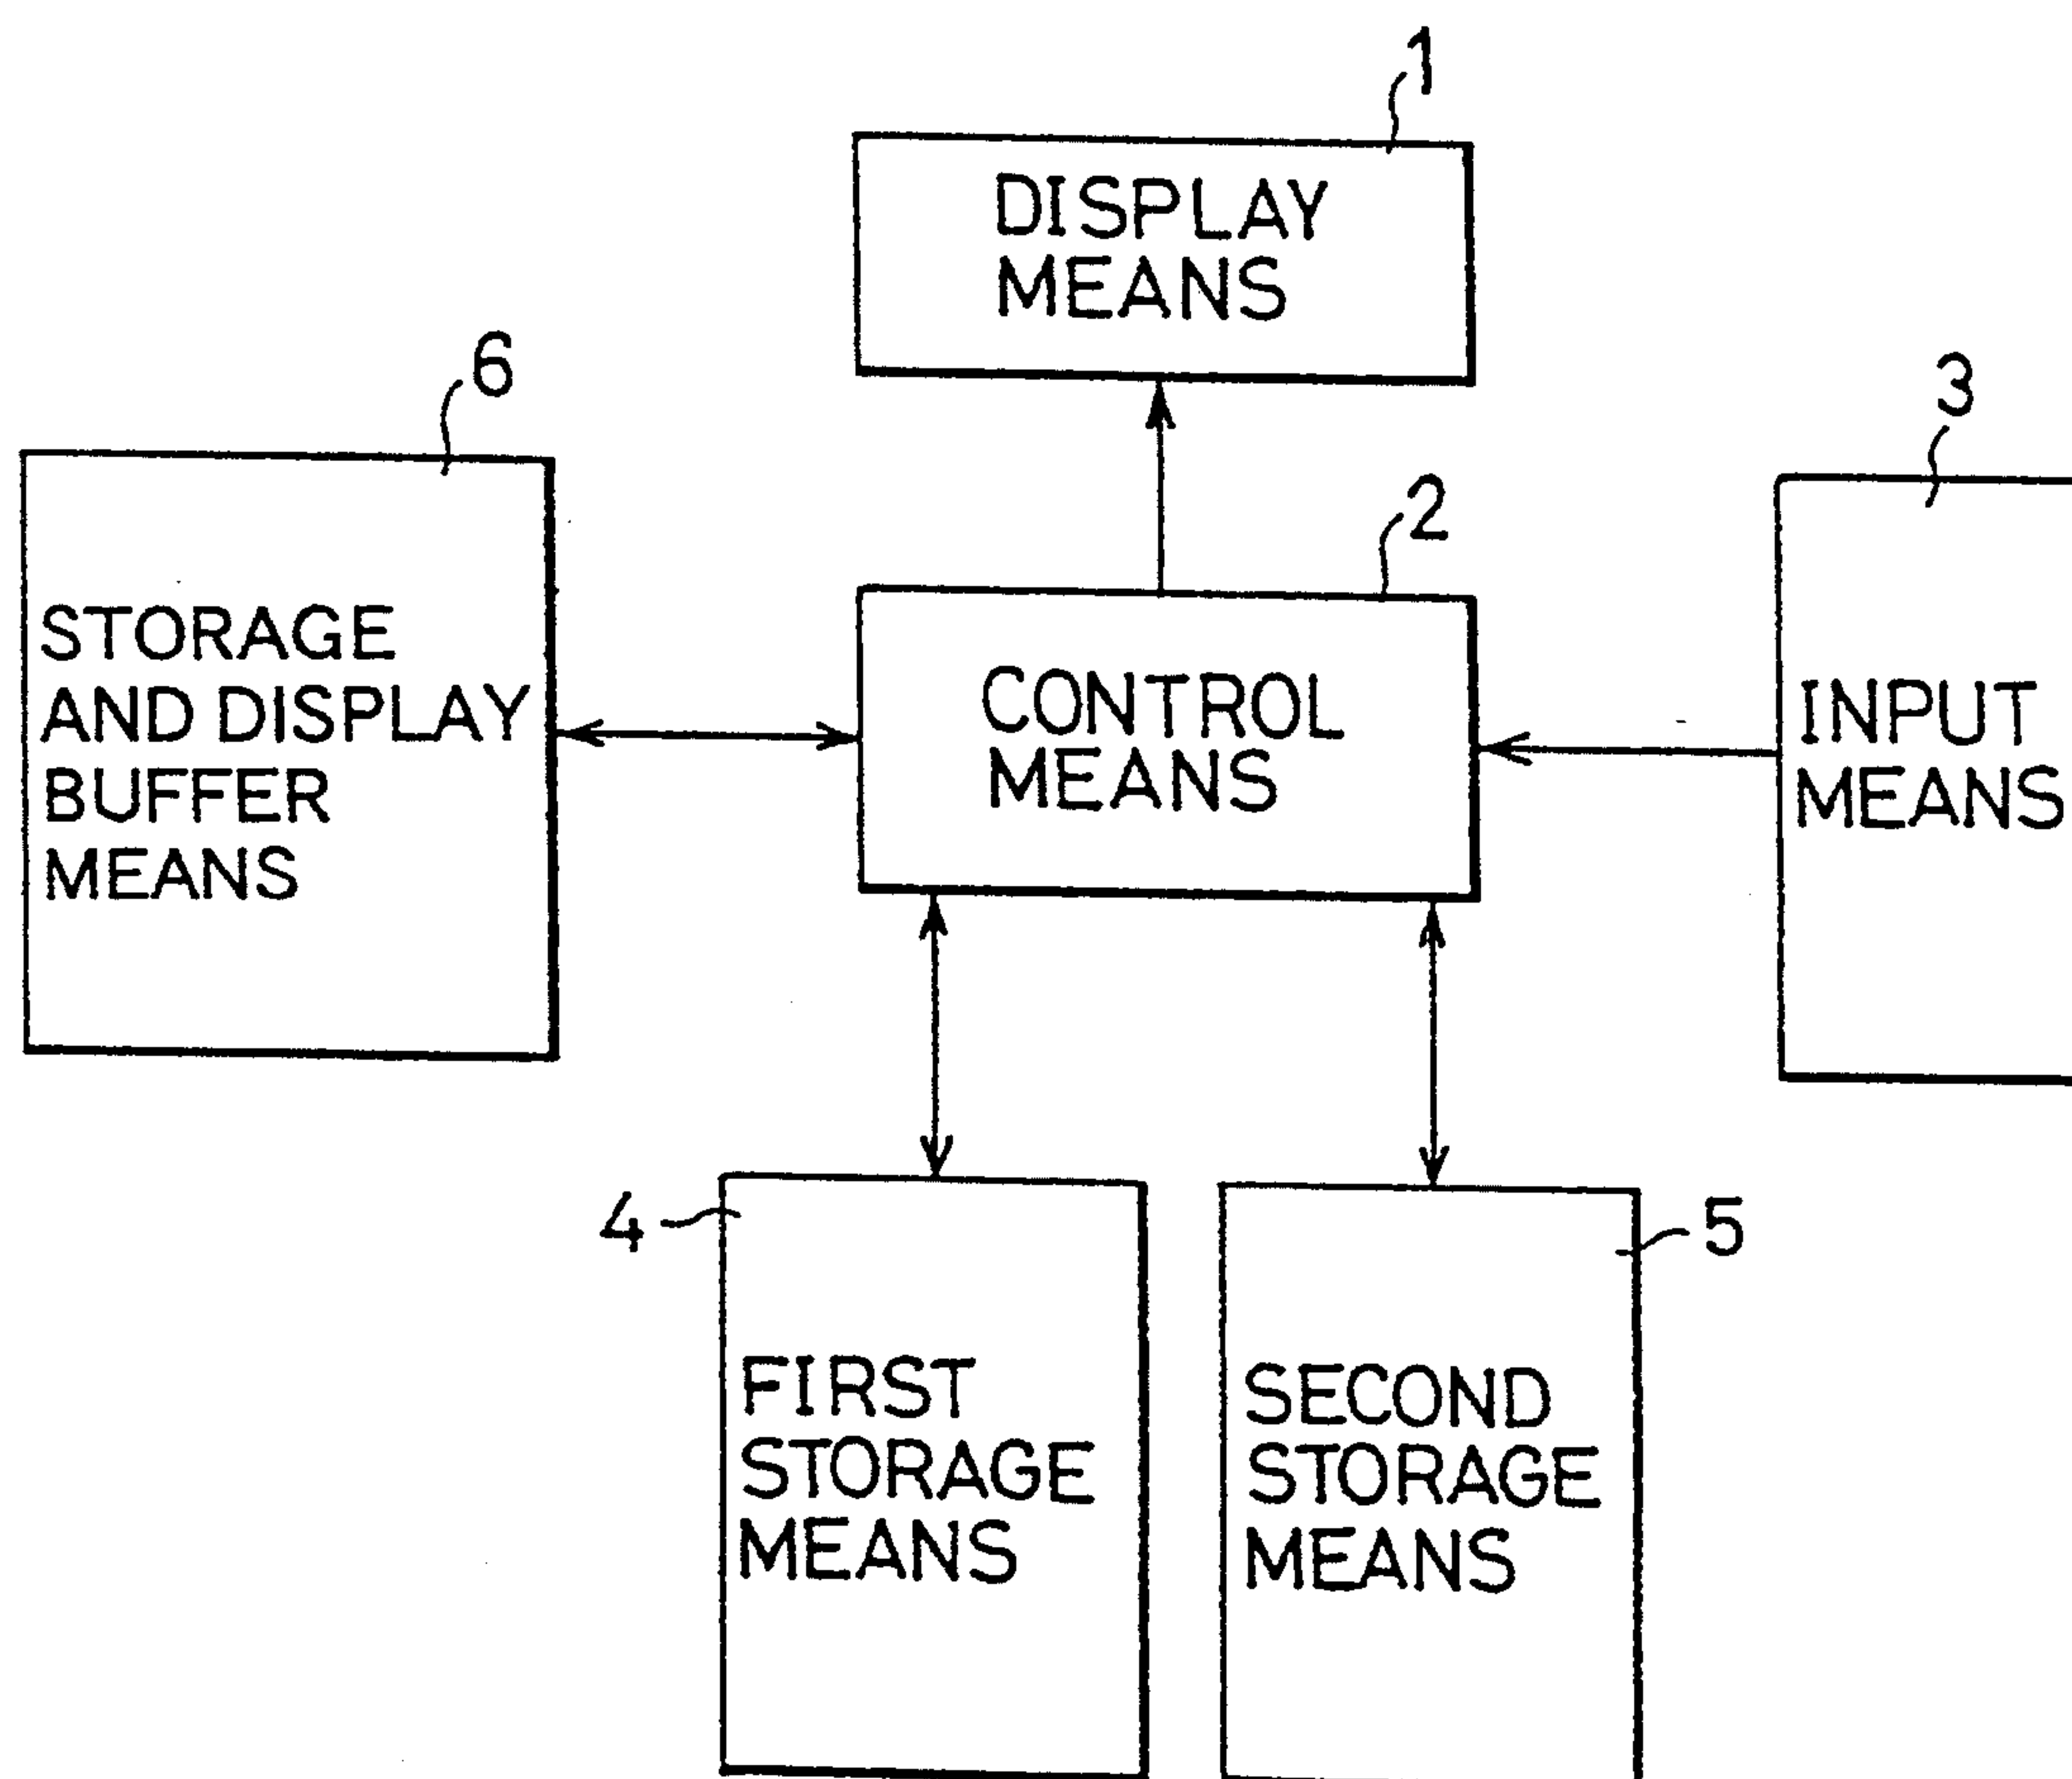 1
DISPLAY
MEANS
6
3
2
STORAGE
AND DISPLAY
BUFFER
MEANS
CONTROL
MEANS
INPUT
MEANS
4
5
FIRST
STORAGE
MEANS
SECOND
STORAGE
MEANS